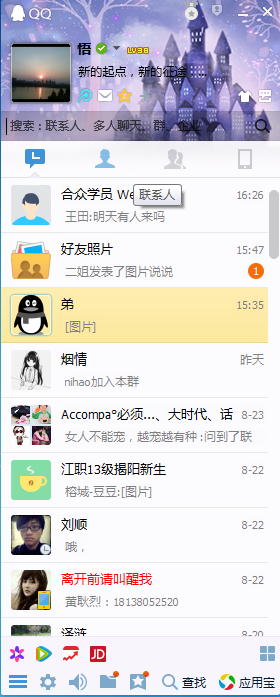 QQ
悟 LV38
新的起点，新的征途......
搜索：联系人、多人聊天、群、企业
合众学员 We 16:26
联系人
王田:明天有人来吗
好友照片 15:47
二姐发表了图片说说 1
弟 15:35
[图片]
烟情 昨天
nihao加入本群
Accompa°必须...、大时代、话 8-23
女人不能宠，越宠越有种 :问到了联
江职13级揭阳新生 8-22
榕城-豆豆:[图片]
刘顺 8-22
哦，
离开前请叫醒我 8-22
黄耿烈：18138052520
泽涟 8-22
JD
查找 应用宝